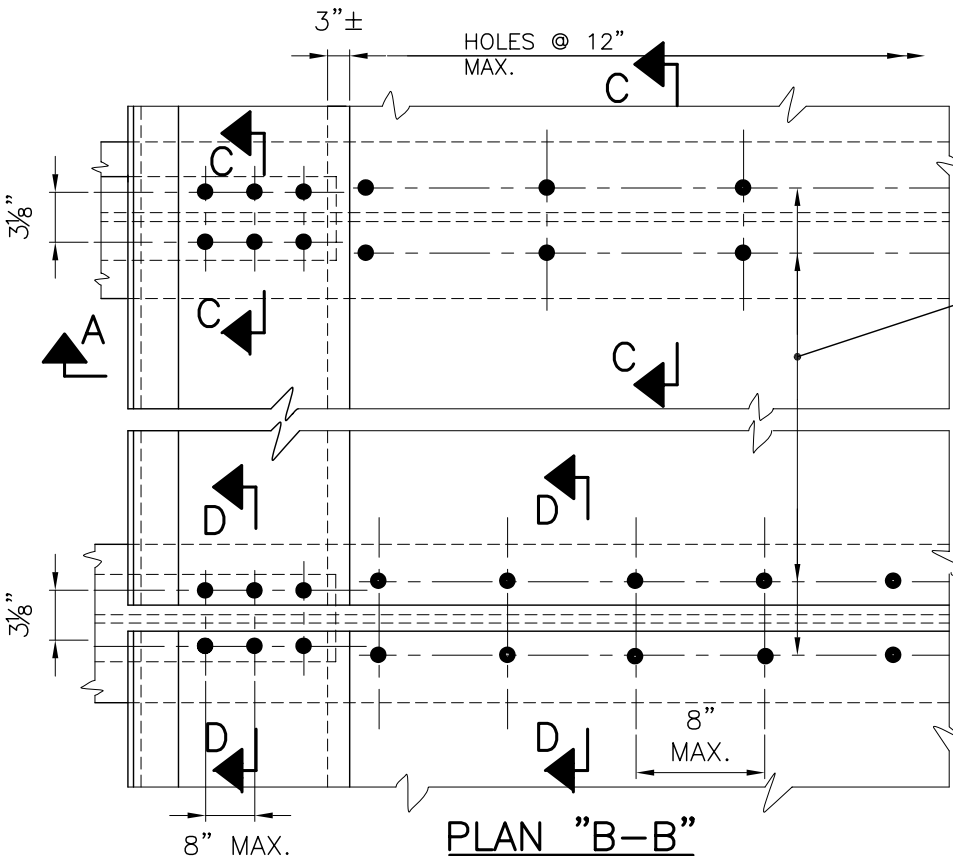 3"±
HOLES @ 12"
MAX.
C
C
3⅛"
C
A
C
D
D
3⅛"
D
D
8"
MAX.
8" MAX.
PLAN "B-B"